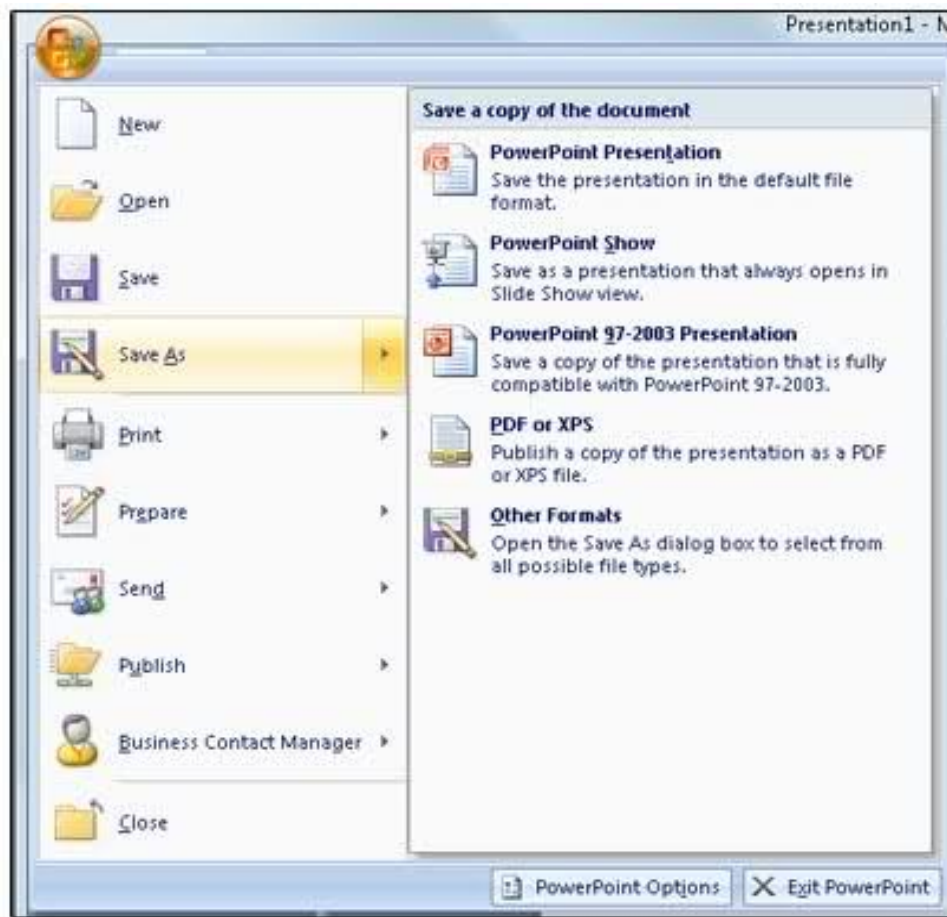 Presentation1 -
New
Open
Save
Save As
Print
Prepare
Send
Publish
Business Contact Manager
Close
Save a copy of the document
PowerPoint Presentation
Save the presentation in the default file
format.
PowerPoint Show
Save as a presentation that always opens in
Slide Show view.
PowerPoint 97-2003 Presentation
Save a copy of the presentation that is fully
compatible with PowerPoint 97-2003.
PDF or XPS
Publish a copy of the presentation as a PDF
or XPS file.
Other Formats
Open the Save As dialog box to select from
all possible file types.
PowerPoint Options
Exit PowerPoint